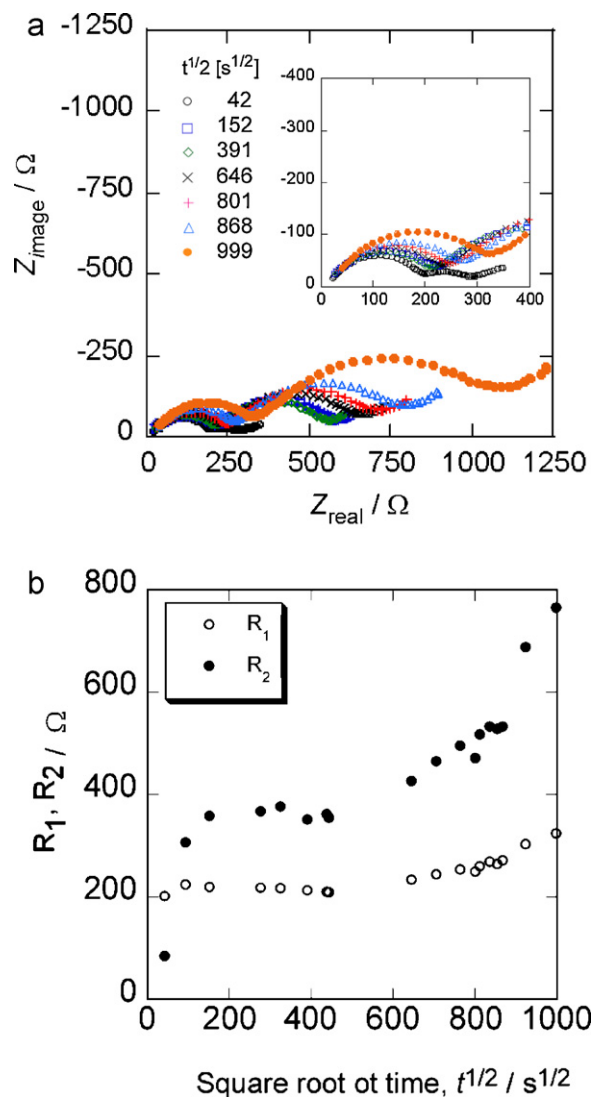 a
-1250
-1000
-750
-500
-250
0
Z_image / Ω
t^1/2 [s^1/2]
42
152
391
646
801
868
999
-400
-300
-200
-100
0
0 100 200 300 400
0 250 500 750 1000 1250
Z_real / Ω
b
800
600
400
200
0
R_1, R_2 / Ω
R_1
R_2
0 200 400 600 800 1000
Square root ot time, t^1/2 / s^1/2